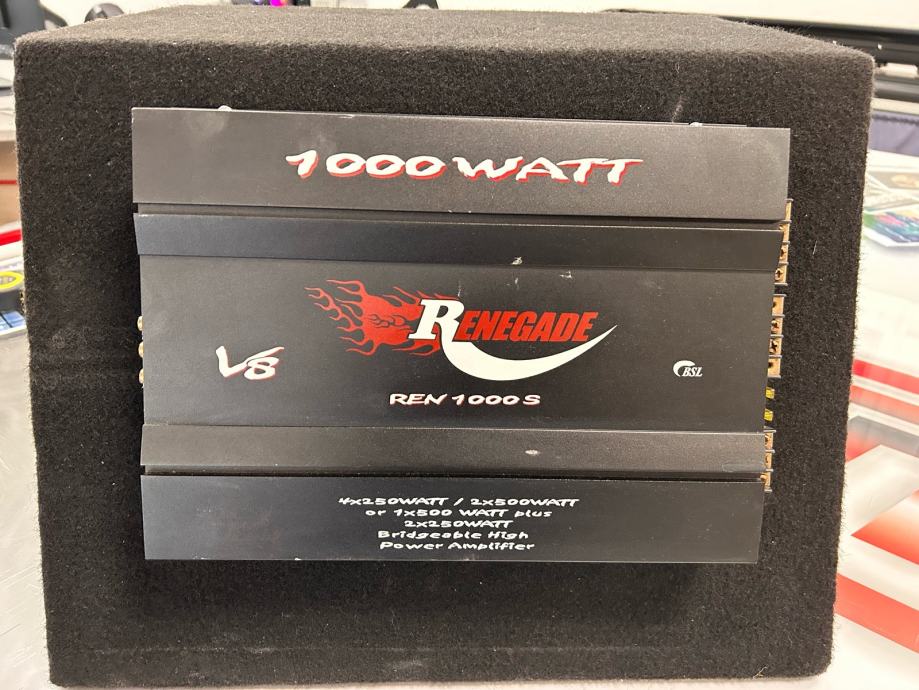 1000 WATT
RENEGADE
V8
BSL
REN 1000 S
4x250WATT / 2x500WATT
or 1x500 WATT plus
2x250WATT
Bridgeable High
Power Amplifier